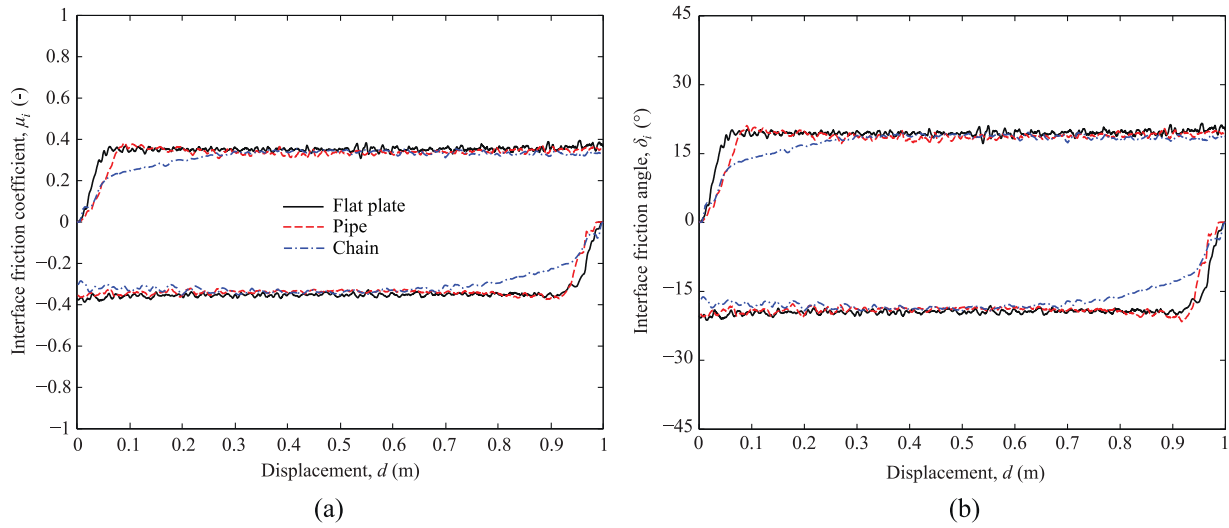 1
0.8
0.6
0.4
0.2
0
−0.2
−0.4
−0.6
−0.8
−1
Interface friction coefficient, μi (-)
Flat plate
Pipe
Chain
0 0.1 0.2 0.3 0.4 0.5 0.6 0.7 0.8 0.9 1
Displacement, d (m)
(a)
45
30
15
0
−15
−30
−45
Interface friction angle, δi (°)
0 0.1 0.2 0.3 0.4 0.5 0.6 0.7 0.8 0.9 1
Displacement, d (m)
(b)